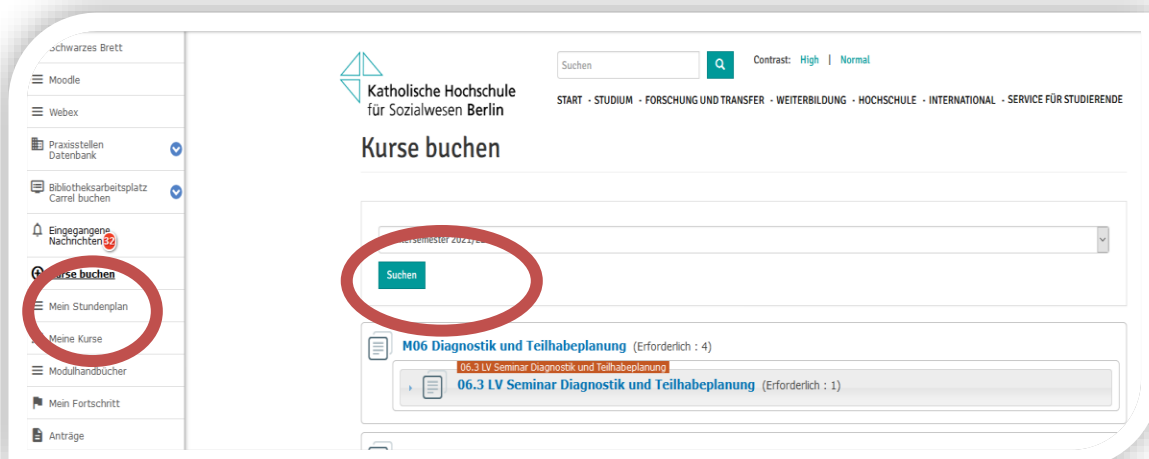 Schwarzes Brett
Moodle
Webex
Praxisstellen
Datenbank
Bibliotheksarbeitsplatz
Carrel buchen
Eingegangene
Nachrichten 32
Kurse buchen
Mein Stundenplan
Meine Kurse
Modulhandbücher
Mein Fortschritt
Anträge
Katholische Hochschule
für Sozialwesen Berlin
Suchen
Contrast: High | Normal
START - STUDIUM - FORSCHUNG UND TRANSFER - WEITERBILDUNG - HOCHSCHULE - INTERNATIONAL - SERVICE FÜR STUDIERENDE
Kurse buchen
Suchen
M06 Diagnostik und Teilhabeplanung (Erforderlich : 4)
06.3 LV Seminar Diagnostik und Teilhabeplanung
06.3 LV Seminar Diagnostik und Teilhabeplanung (Erforderlich : 1)